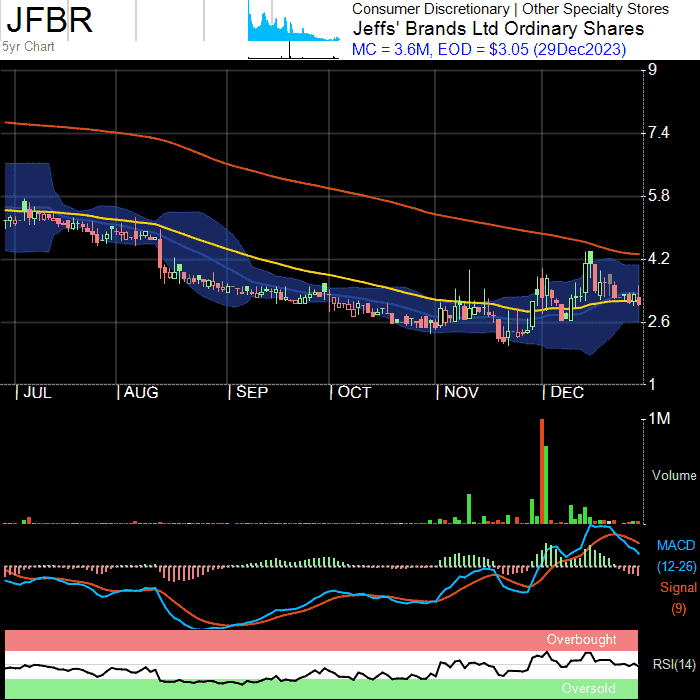 JFBR
5yr Chart
Consumer Discretionary | Other Specialty Stores
Jeffs' Brands Ltd Ordinary Shares
MC = 3.6M, EOD = $3.05 (29Dec2023)
9
7.4
5.8
4.2
2.6
1
JUL AUG SEP OCT NOV DEC
1M
Volume
MACD
(12-26)
Signal
(9)
Overbought
RSI(14)
Oversold